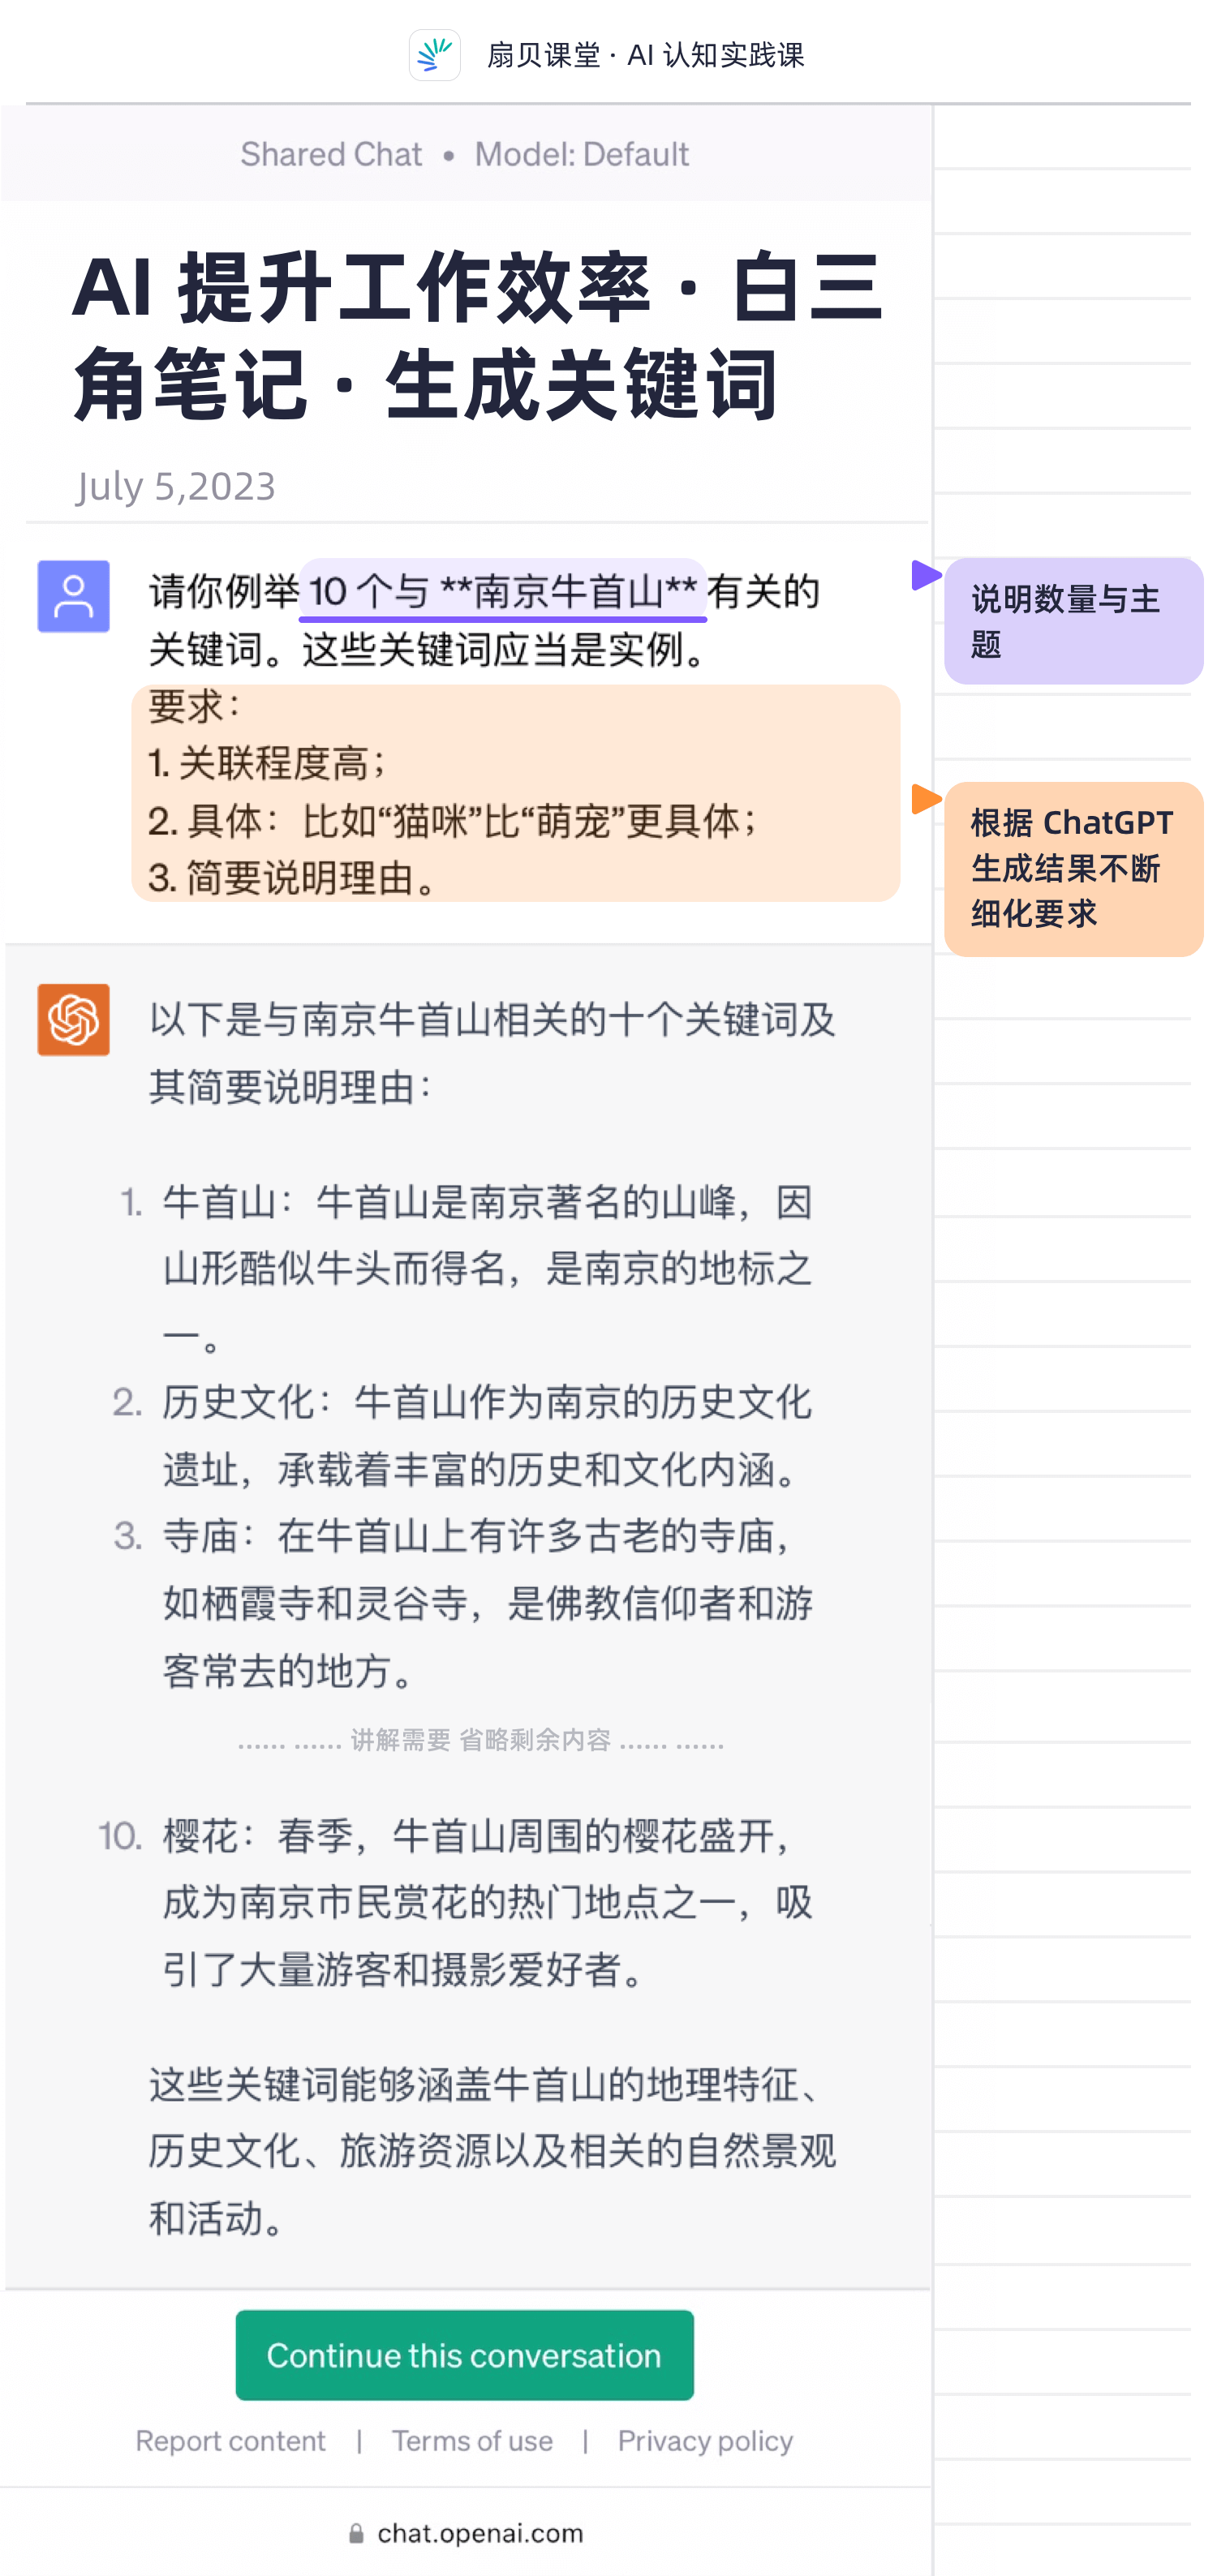 扇贝课堂 · AI 认知实践课
Shared Chat • Model: Default
AI 提升工作效率 · 白三
角笔记 · 生成关键词
July 5,2023
请你例举 10 个与 **南京牛首山** 有关的
关键词。这些关键词应当是实例。
要求：
1. 关联程度高；
2. 具体：比如“猫咪”比“萌宠”更具体；
3. 简要说明理由。
说明数量与主
题
根据 ChatGPT
生成结果不断
细化要求
以下是与南京牛首山相关的十个关键词及
其简要说明理由：
1. 牛首山：牛首山是南京著名的山峰，因
山形酷似牛头而得名，是南京的地标之
一。
2. 历史文化：牛首山作为南京的历史文化
遗址，承载着丰富的历史和文化内涵。
3. 寺庙：在牛首山上有许多古老的寺庙，
如栖霞寺和灵谷寺，是佛教信仰者和游
客常去的地方。
...... ...... 讲解需要 省略剩余内容 ...... ......
10. 樱花：春季，牛首山周围的樱花盛开，
成为南京市民赏花的热门地点之一，吸
引了大量游客和摄影爱好者。
这些关键词能够涵盖牛首山的地理特征、
历史文化、旅游资源以及相关的自然景观
和活动。
Continue this conversation
Report content | Terms of use | Privacy policy
chat.openai.com